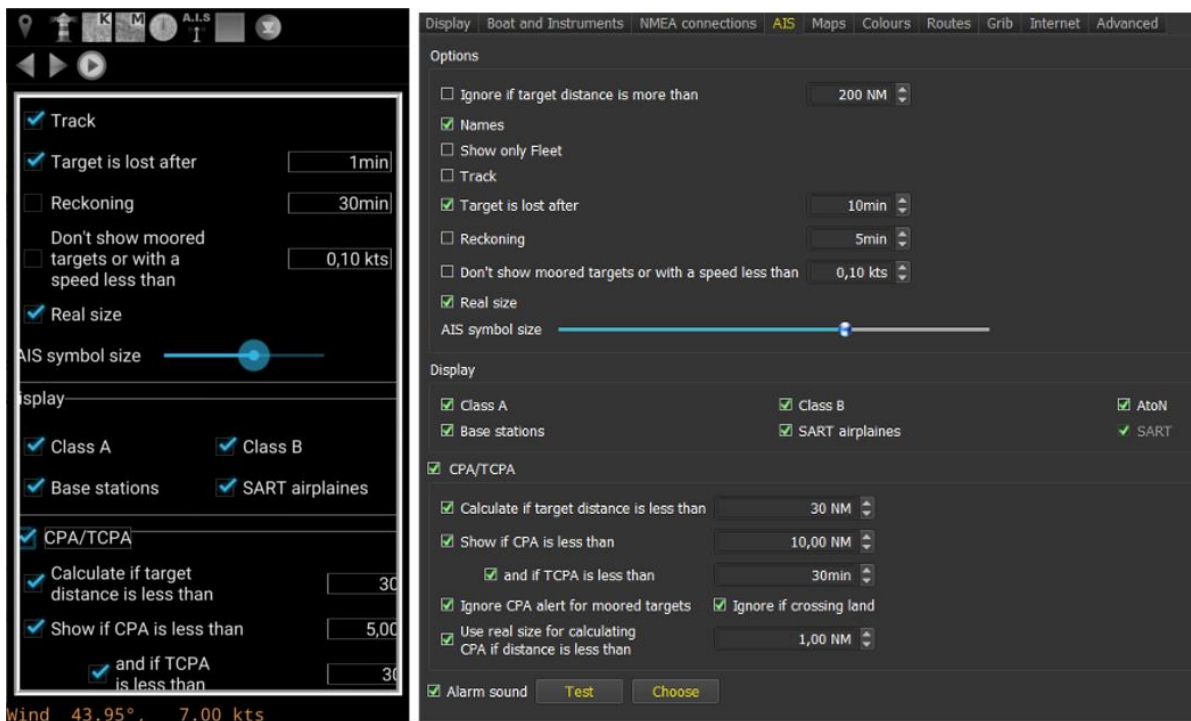 K M A.I.S
Track
Target is lost after 1min
Reckoning 30min
Don't show moored
targets or with a 0,10 kts
speed less than
Real size
AIS symbol size
isplay
Class A Class B
Base stations SART airplaines
CPA/TCPA
Calculate if target
distance is less than 30
Show if CPA is less than 5,00
and if TCPA
is less than 30
Wind 43.95°, 7.00 kts
Display Boat and Instruments NMEA connections AIS Maps Colours Routes Grib Internet Advanced
Options
Ignore if target distance is more than 200 NM
Names
Show only Fleet
Track
Target is lost after 10min
Reckoning 5min
Don't show moored targets or with a speed less than 0,10 kts
Real size
AIS symbol size
Display
Class A Class B AtoN
Base stations SART airplaines SART
CPA/TCPA
Calculate if target distance is less than 30 NM
Show if CPA is less than 10,00 NM
and if TCPA is less than 30min
Ignore CPA alert for moored targets Ignore if crossing land
Use real size for calculating
CPA if distance is less than 1,00 NM
Alarm sound Test Choose